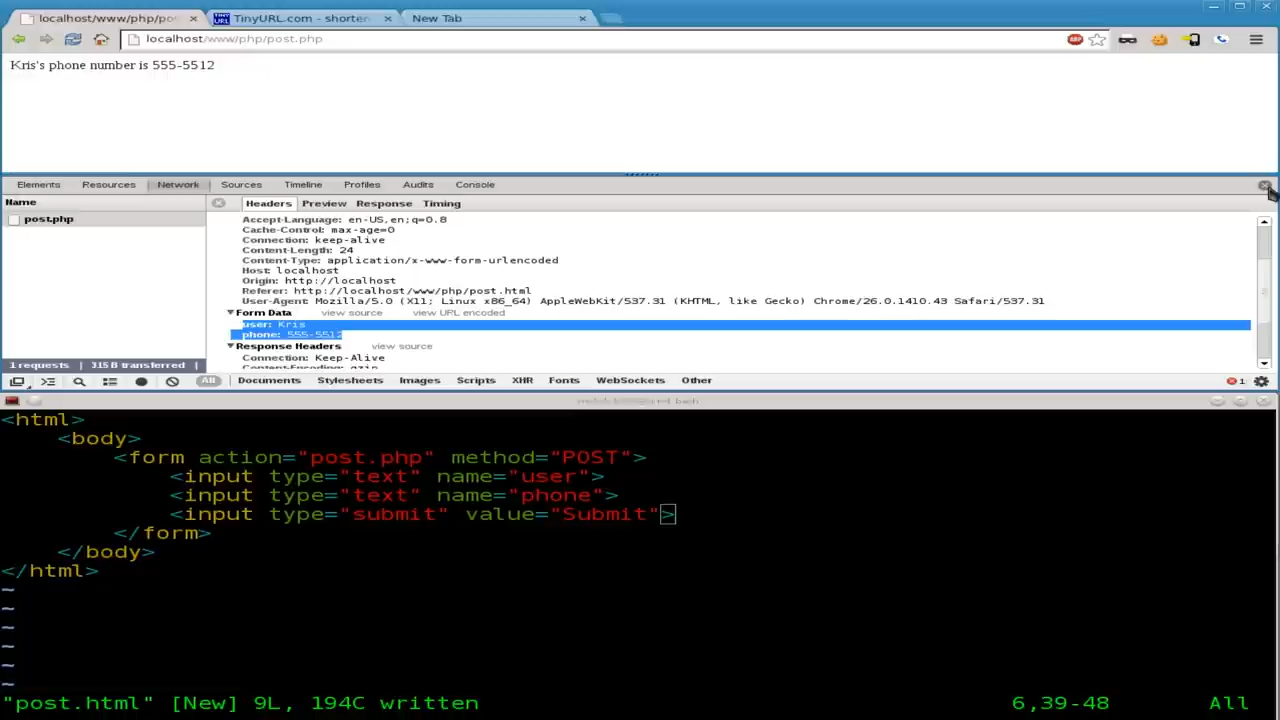 localhost/www/php/pos
TinyURL.com - shorten
New Tab
localhost/www/php/post.php
ABP
Kris's phone number is 555-5512
Elements Resources Network Sources Timeline Profiles Audits Console
Name
Headers Preview Response Timing
post.php
Accept-Language: en-US,en;q=0.8
Cache-Control: max-age=0
Connection: keep-alive
Content-Length: 24
Content-Type: application/x-www-form-urlencoded
Host: localhost
Origin: http://localhost
Referer: http://localhost/www/php/post.html
User-Agent: Mozilla/5.0 (X11; Linux x86_64) AppleWebKit/537.31 (KHTML, like Gecko) Chrome/26.0.1410.43 Safari/537.31
Form Data view source view URL encoded
user: Kris
phone: 555-5512
Response Headers view source
Connection: Keep-Alive
Content-Encoding: gzip
1 requests | 315B transferred |
All Documents Stylesheets Images Scripts XHR Fonts WebSockets Other 1
<html>
<body>
<form action="post.php" method="POST">
<input type="text" name="user">
<input type="text" name="phone">
<input type="submit" value="Submit">
</form>
</body>
</html>
~
~
~
~
~
~
"post.html" [New] 9L, 194C written 6,39-48 All